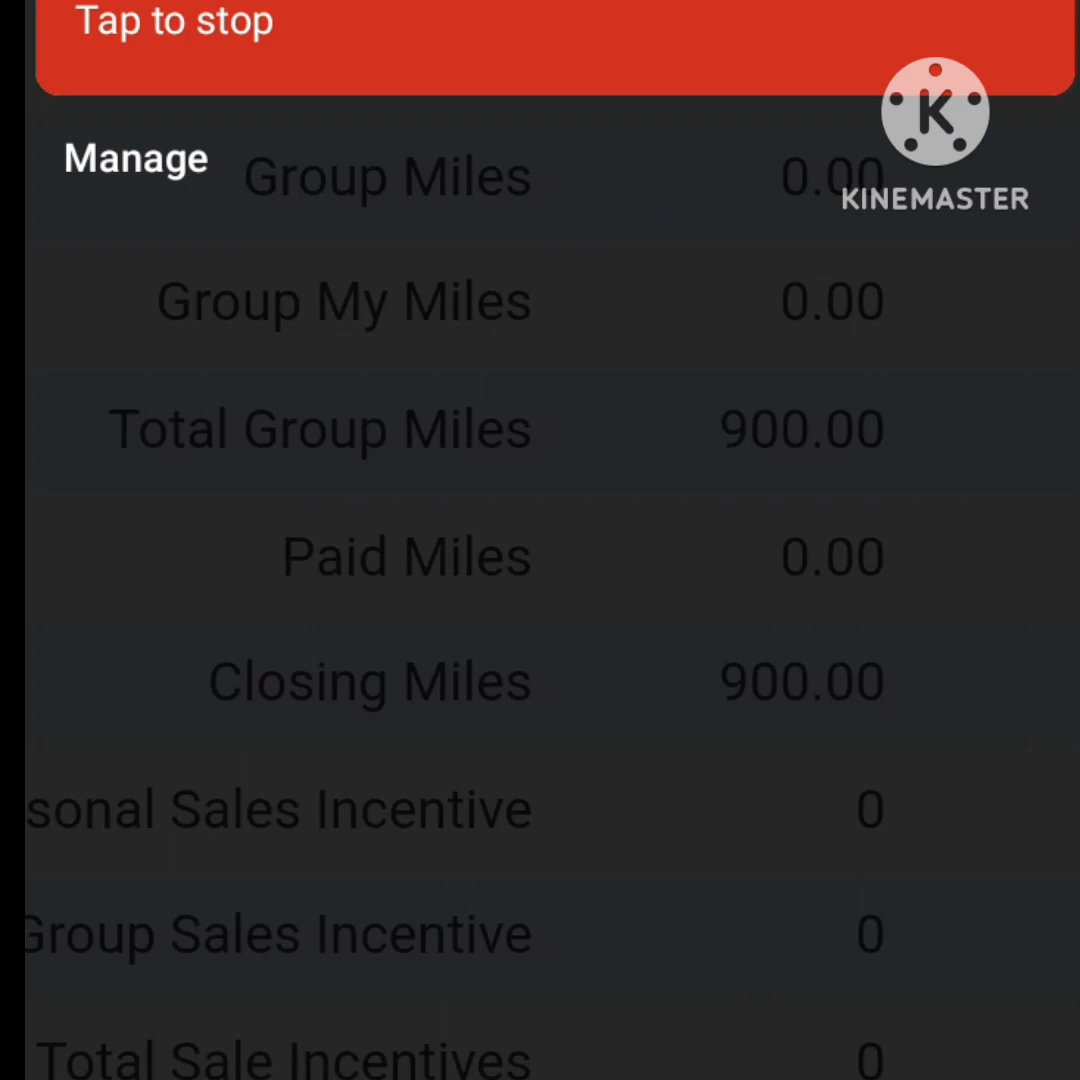 Tap to stop
K
KINEMASTER
Manage
Group Miles 0.00
Group My Miles 0.00
Total Group Miles 900.00
Paid Miles 0.00
Closing Miles 900.00
sonal Sales Incentive 0
Group Sales Incentive 0
Total Sale Incentives 0